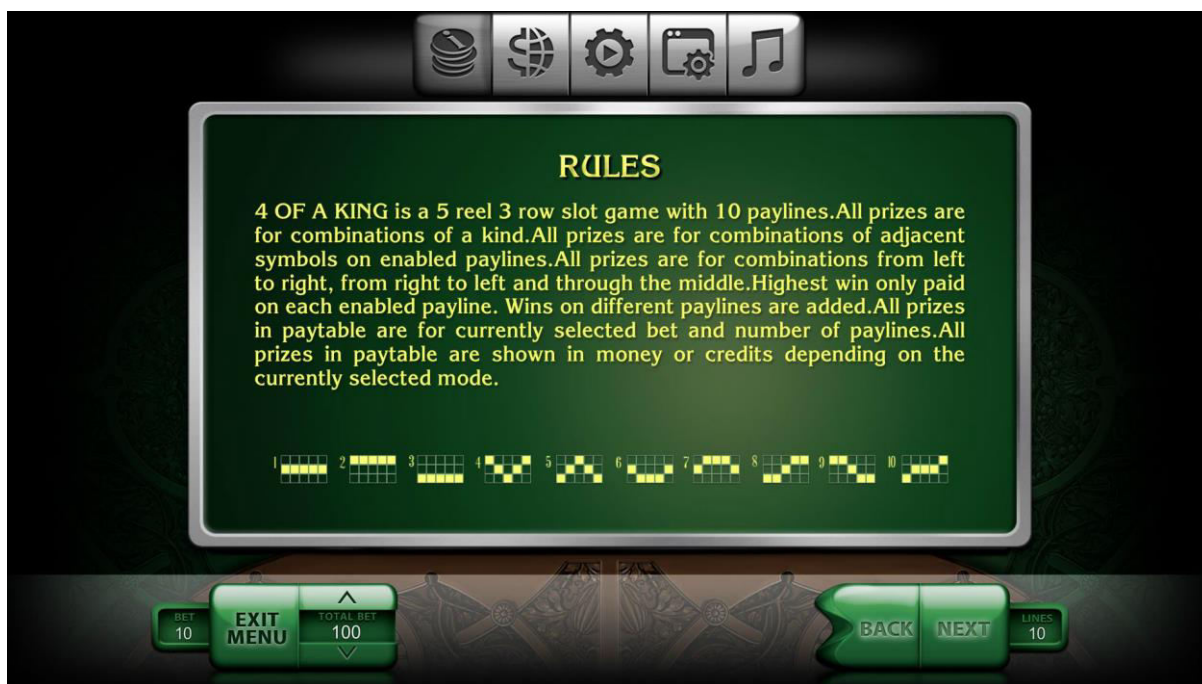 RULES
4 OF A KING is a 5 reel 3 row slot game with 10 paylines.All prizes are
for combinations of a kind.All prizes are for combinations of adjacent
symbols on enabled paylines.All prizes are for combinations from left
to right, from right to left and through the middle.Highest win only paid
on each enabled payline. Wins on different paylines are added.All prizes
in paytable are for currently selected bet and number of paylines.All
prizes in paytable are shown in money or credits depending on the
currently selected mode.
1 2 3 4 5 6 7 8 9 10
BET
10
EXIT
MENU
TOTAL BET
100
BACK
NEXT
LINES
10